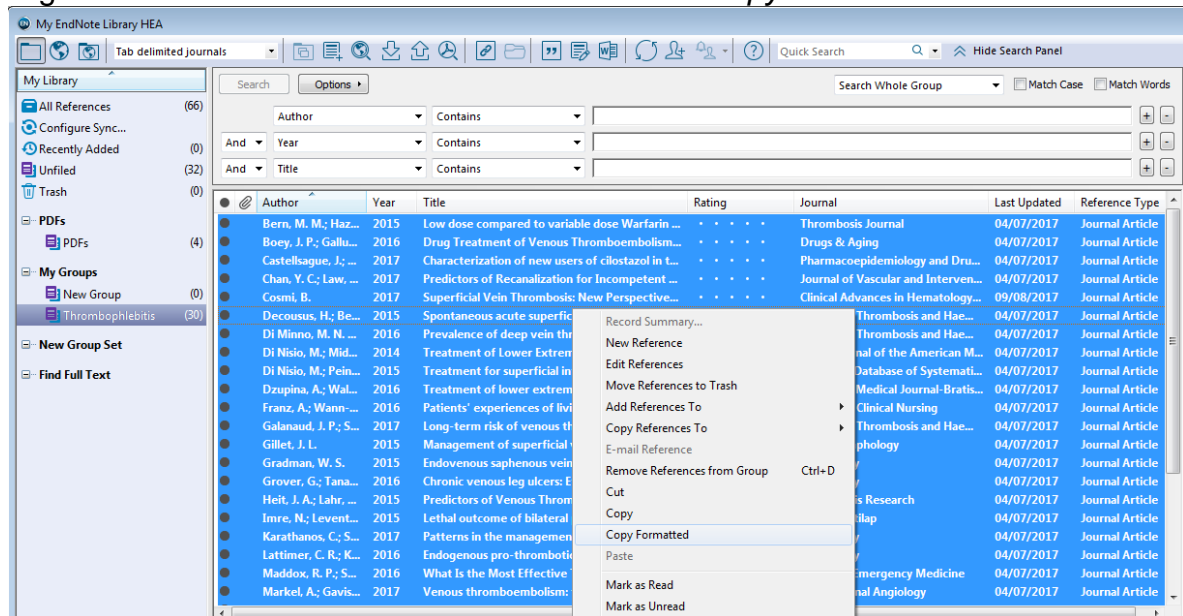 My EndNote Library HEA
Tab delimited journals Quick Search Hide Search Panel
My Library
All References (66)
Configure Sync...
Recently Added (0)
Unfiled (32)
Trash (0)
PDFs
PDFs (4)
My Groups
New Group (0)
Thrombophlebitis (30)
New Group Set
Find Full Text
Search Options Search Whole Group Match Case Match Words
Author Contains + -
And Year Contains + -
And Title Contains + -
Author Year Title Rating Journal Last Updated Reference Type
Bern, M. M.; Haz... 2015 Low dose compared to variable dose Warfarin ... Thrombosis Journal 04/07/2017 Journal Article
Boey, J. P.; Gallu... 2016 Drug Treatment of Venous Thromboembolism... Drugs & Aging 04/07/2017 Journal Article
Castellsague, J.; ... 2017 Characterization of new users of cilostazol in t... Pharmacoepidemiology and Dru... 04/07/2017 Journal Article
Chan, Y. C.; Law, ... 2017 Predictors of Recanalization for Incompetent ... Journal of Vascular and Interven... 04/07/2017 Journal Article
Cosmi, B. 2017 Superficial Vein Thrombosis: New Perspective... Clinical Advances in Hematology... 09/08/2017 Journal Article
Decousus, H.; Be... 2015 Spontaneous acute superfic Thrombosis and Hae... 04/07/2017 Journal Article
Di Minno, M. N. ... 2016 Prevalence of deep vein thr Thrombosis and Hae... 04/07/2017 Journal Article
Di Nisio, M.; Mid... 2014 Treatment of Lower Extrem nal of the American M... 04/07/2017 Journal Article
Di Nisio, M.; Pein... 2015 Treatment for superficial in Database of Systemati... 04/07/2017 Journal Article
Dzupina, A.; Wal... 2016 Treatment of lower extrem Medical Journal-Bratis... 04/07/2017 Journal Article
Franz, A.; Wann-... 2016 Patients' experiences of livi Clinical Nursing 04/07/2017 Journal Article
Galanaud, J. P.; S... 2017 Long-term risk of venous th Thrombosis and Hae... 04/07/2017 Journal Article
Gillet, J. L. 2015 Management of superficial phology 04/07/2017 Journal Article
Gradman, W. S. 2015 Endovenous saphenous vein 04/07/2017 Journal Article
Grover, G.; Tana... 2016 Chronic venous leg ulcers: E 04/07/2017 Journal Article
Heit, J. A.; Lahr, ... 2015 Predictors of Venous Throm is Research 04/07/2017 Journal Article
Imre, N.; Levent... 2015 Lethal outcome of bilateral 04/07/2017 Journal Article
Karathanos, C.; S... 2017 Patterns in the managemen 04/07/2017 Journal Article
Lattimer, C. R.; K... 2016 Endogenous pro-thrombotic 04/07/2017 Journal Article
Maddox, R. P.; S... 2016 What Is the Most Effective mergency Medicine 04/07/2017 Journal Article
Markel, A.; Gavis... 2017 Venous thromboembolism: nal Angiology 04/07/2017 Journal Article
Record Summary...
New Reference
Edit References
Move References to Trash
Add References To
Copy References To
E-mail Reference
Remove References from Group Ctrl+D
Cut
Copy
Copy Formatted
Paste
Mark as Read
Mark as Unread